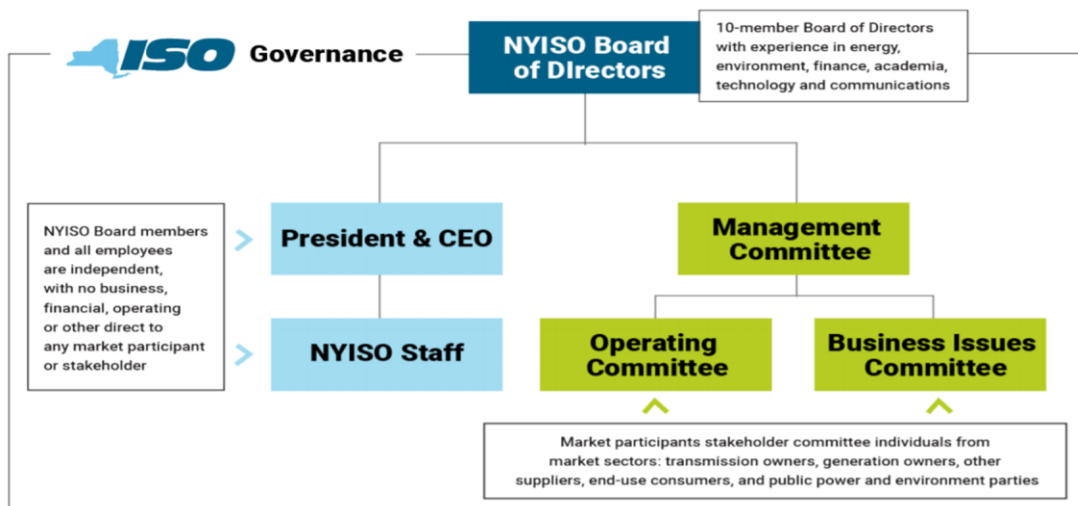 ISO Governance
NYISO Board
of DIrectors
10-member Board of Directors
with experience in energy,
environment, finance, academia,
technology and communications
NYISO Board members
and all employees
are independent,
with no business,
financial, operating
or other direct to
any market participant
or stakeholder
President & CEO
Management
Committee
NYISO Staff
Operating
Committee
Business Issues
Committee
Market participants stakeholder committee individuals from
market sectors: transmission owners, generation owners, other
suppliers, end-use consumers, and public power and environment parties